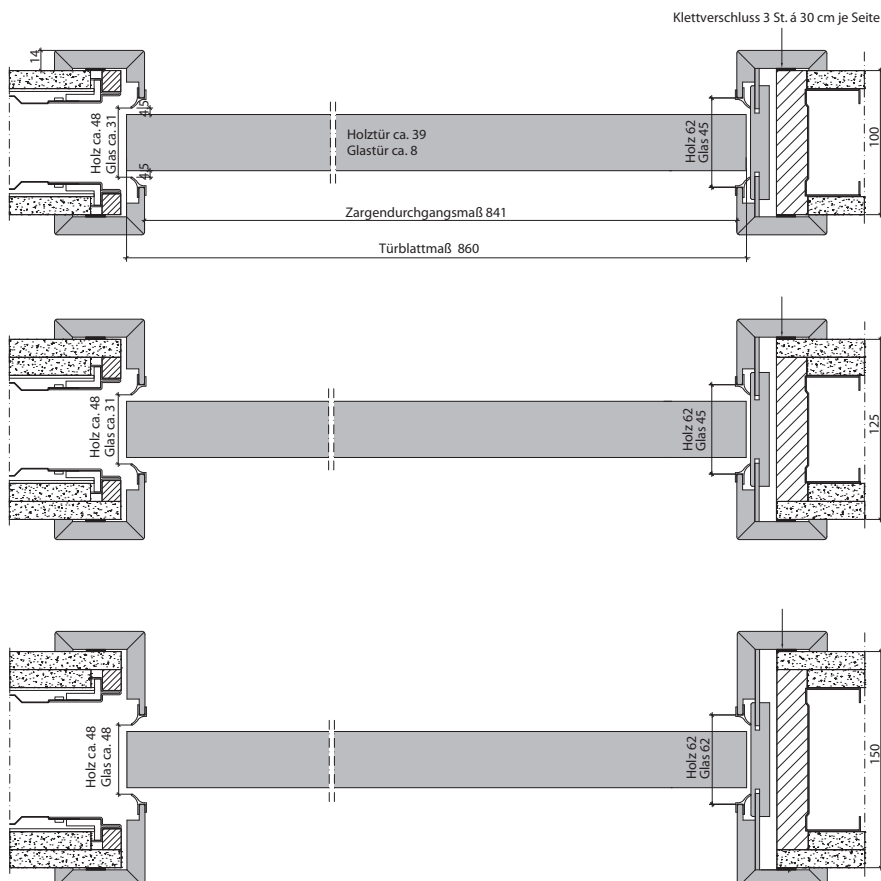 Klettverschluss 3 St. á 30 cm je Seite
14
4,5
Holz ca. 48
Glas ca. 31
Holztür ca. 39
Glastür ca. 8
Holz 62
Glas 45
100
4,5
Zargendurchgangsmaß 841
Türblattmaß 860
Holz ca. 48
Glas ca. 31
Holz 62
Glas 45
125
Holz ca. 48
Glas ca. 48
Holz 62
Glas 62
150